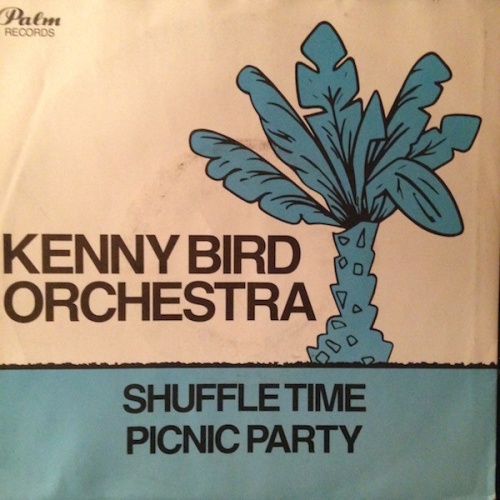 Palm
RECORDS
KENNY BIRD
ORCHESTRA
SHUFFLE TIME
PICNIC PARTY